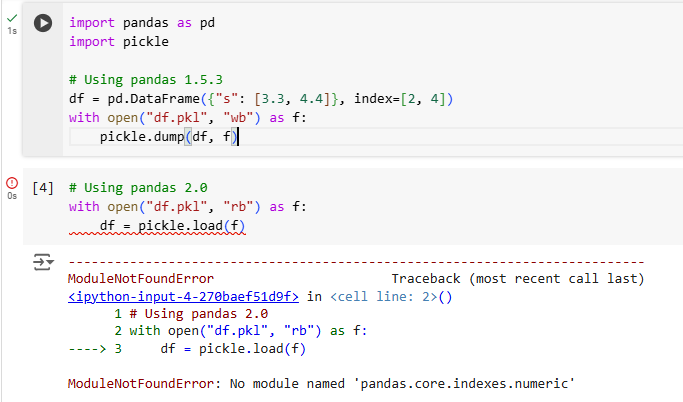 1s
import pandas as pd
import pickle
# Using pandas 1.5.3
df = pd.DataFrame({"s": [3.3, 4.4]}, index=[2, 4])
with open("df.pkl", "wb") as f:
    pickle.dump(df, f)
0s
[4]
# Using pandas 2.0
with open("df.pkl", "rb") as f:
    df = pickle.load(f)
---------------------------------------------------------------------------
ModuleNotFoundError                       Traceback (most recent call last)
<ipython-input-4-270baef51d9f> in <cell line: 2>()
      1 # Using pandas 2.0
      2 with open("df.pkl", "rb") as f:
----> 3     df = pickle.load(f)
ModuleNotFoundError: No module named 'pandas.core.indexes.numeric'